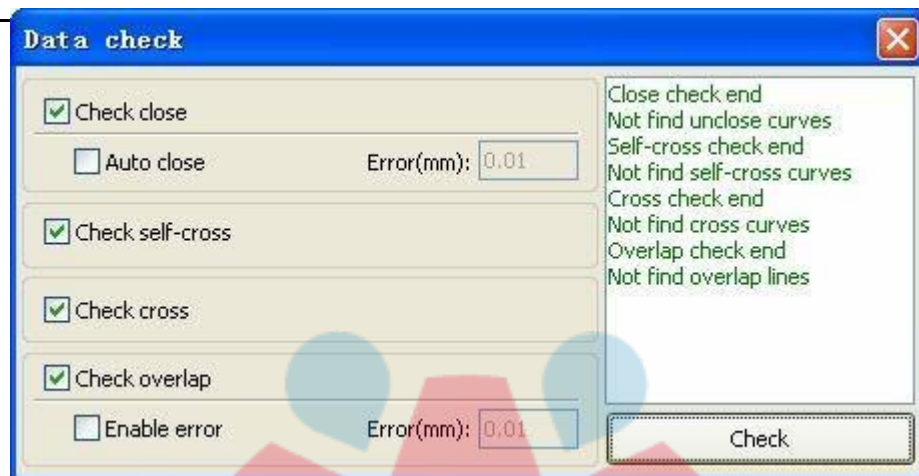 Data check
Check close
Auto close Error(mm): 0.01
Check self-cross
Check cross
Check overlap
Enable error Error(mm): 0.01
Close check end
Not find unclose curves
Self-cross check end
Not find self-cross curves
Cross check end
Not find cross curves
Overlap check end
Not find overlap lines
Check